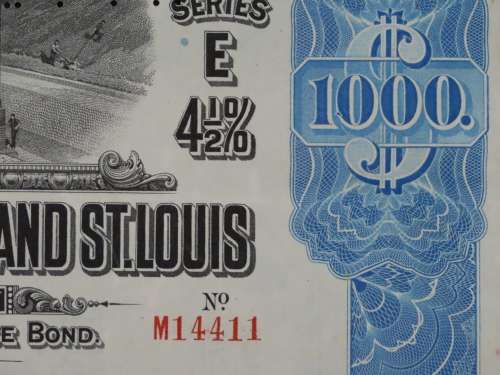 SERIES
E
4½%
$
1000.
AND ST. LOUIS
Nº
E BOND.
M14411